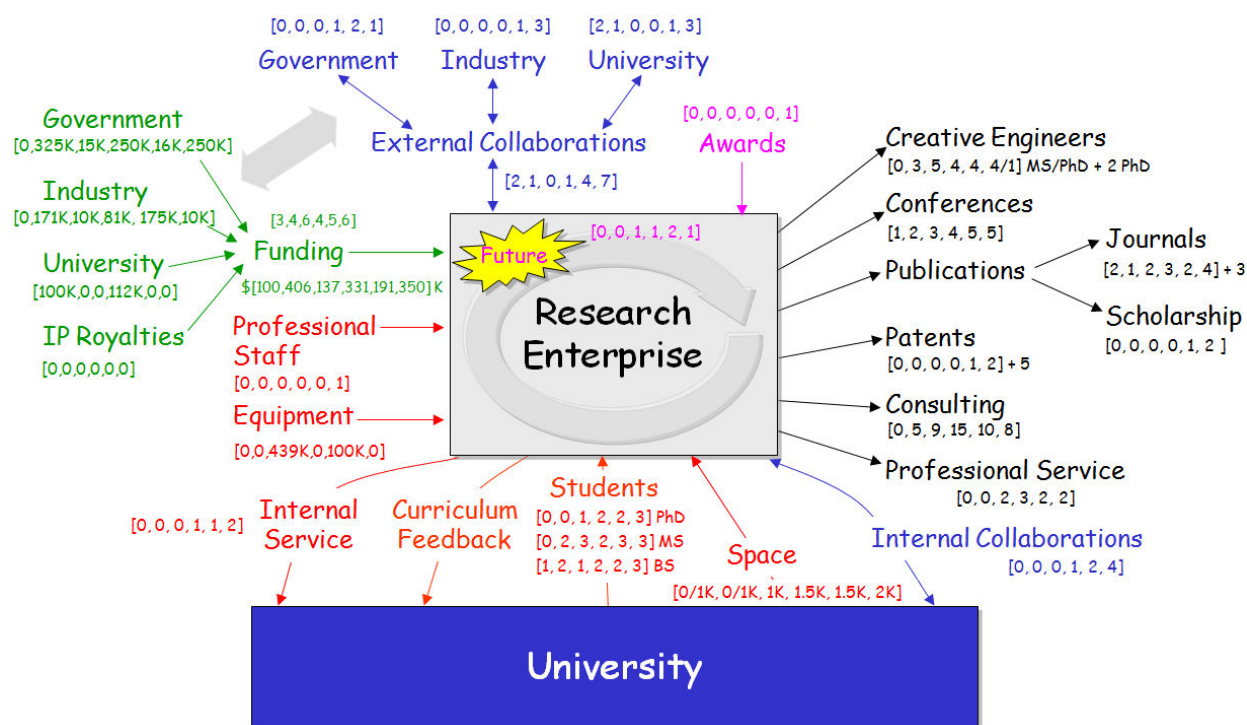 [0, 0, 0, 1, 2, 1]
Government
[0, 0, 0, 0, 1, 3]
Industry
[2, 1, 0, 0, 1, 3]
University
External Collaborations
[2, 1, 0, 1, 4, 7]
[0, 0, 0, 0, 0, 1]
Awards
Government
[0,325K,15K,250K,16K,250K]
Industry
[0,171K,10K,81K, 175K,10K]
University
[100K,0,0,112K,0,0]
IP Royalties
[0,0,0,0,0,0]
[3,4,6,4,5,6]
Funding
$[100,406,137,331,191,350] K
Professional
Staff
[0, 0, 0, 0, 0, 1]
Equipment
[0,0,439K,0,100K,0]
Future
[0, 0, 1, 1, 2, 1]
Research
Enterprise
Creative Engineers
[0, 3, 5, 4, 4, 4/1] MS/PhD + 2 PhD
Conferences
[1, 2, 3, 4, 5, 5]
Publications
Journals
[2, 1, 2, 3, 2, 4] + 3
Scholarship
[0, 0, 0, 0, 1, 2 ]
Patents
[0, 0, 0, 0, 1, 2] + 5
Consulting
[0, 5, 9, 15, 10, 8]
Professional Service
[0, 0, 2, 3, 2, 2]
[0, 0, 0, 1, 1, 2]
Internal
Service
Curriculum
Feedback
Students
[0, 0, 1, 2, 2, 3] PhD
[0, 2, 3, 2, 3, 3] MS
[1, 2, 1, 2, 2, 3] BS
Space
[0/1K, 0/1K, 1K, 1.5K, 1.5K, 2K]
Internal Collaborations
[0, 0, 0, 1, 2, 4]
University